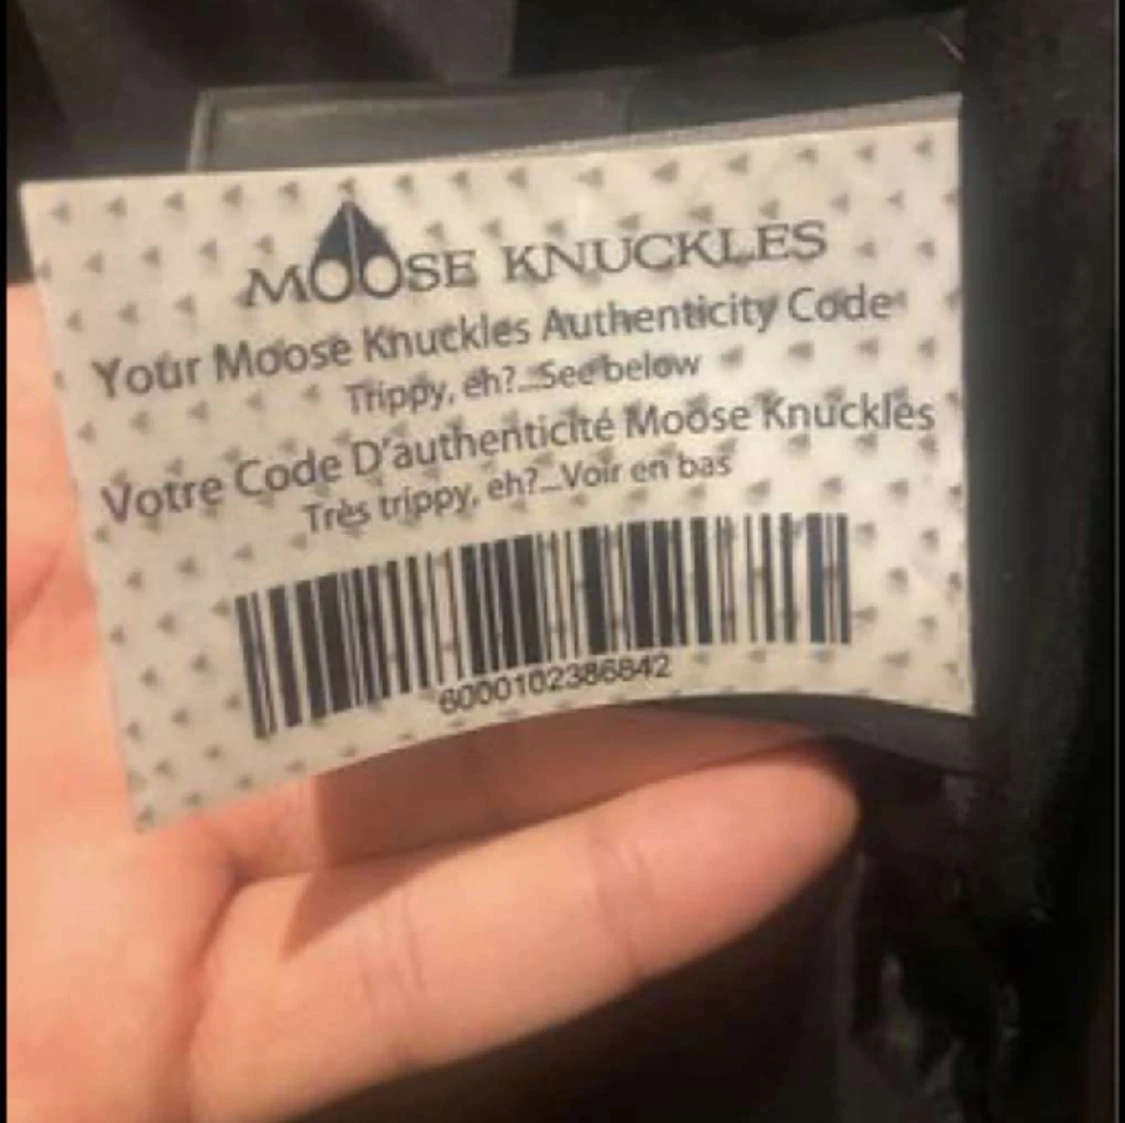 MOOSE KNUCKLES
Your Moose Knuckles Authenticity Code
Trippy, eh?...See below
Votre Code D'authenticité Moose Knuckles
Très trippy, eh?...Voir en bas
6000102386842